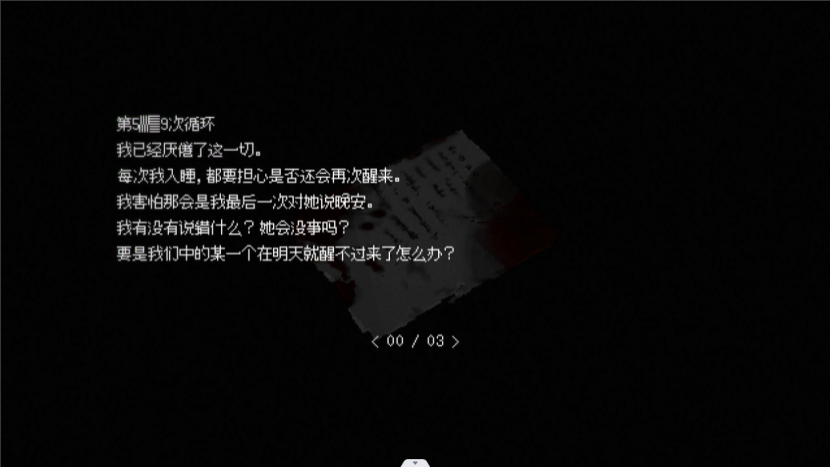 第5▒▒9次循环
我已经厌倦了这一切。
每次我入睡，都要担心是否还会再次醒来。
我害怕那会是我最后一次对她说晚安。
我有没有说错什么？她会没事吗？
要是我们中的某一个在明天就醒不过来了怎么办？
< 00 / 03 >